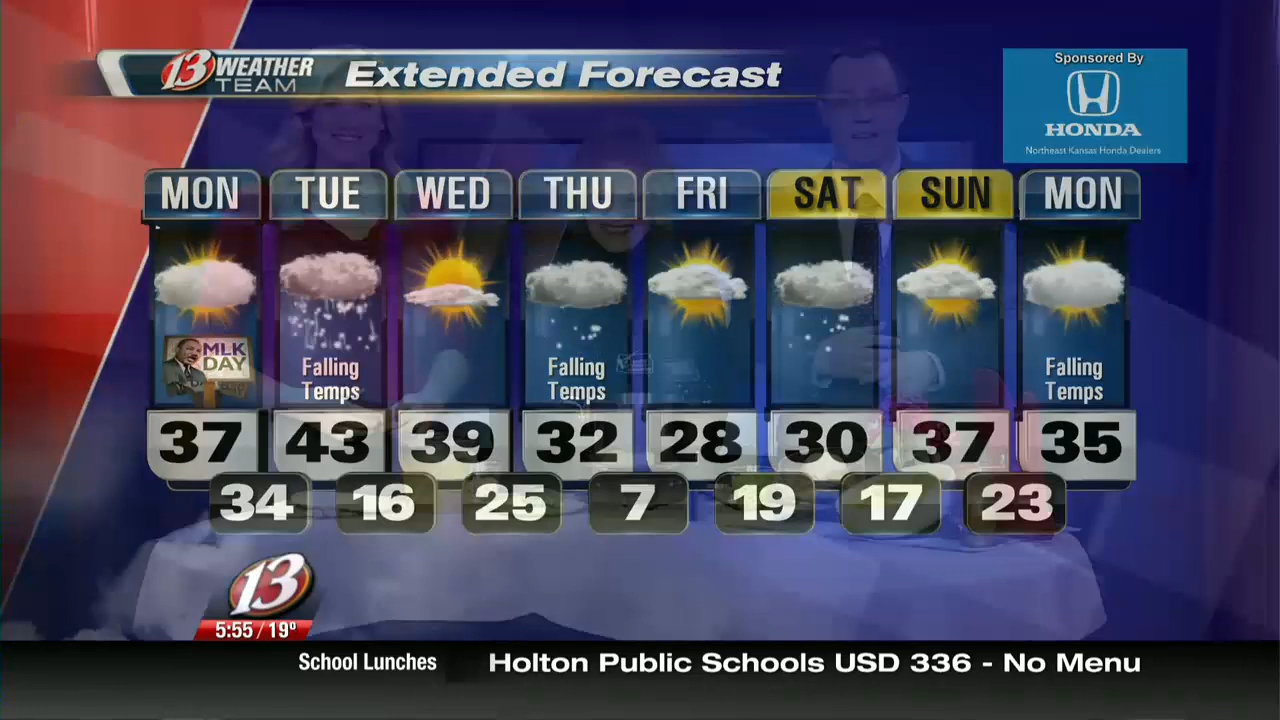 13 WEATHER TEAM Extended Forecast
Sponsored By
HONDA
Northeast Kansas Honda Dealers
MON TUE WED THU FRI SAT SUN MON
MLK
DAY
Falling Temps
Falling Temps
Falling Temps
37 43 39 32 28 30 37 35
34 16 25 7 19 17 23
13
5:55 / 19º
School Lunches Holton Public Schools USD 336 - No Menu